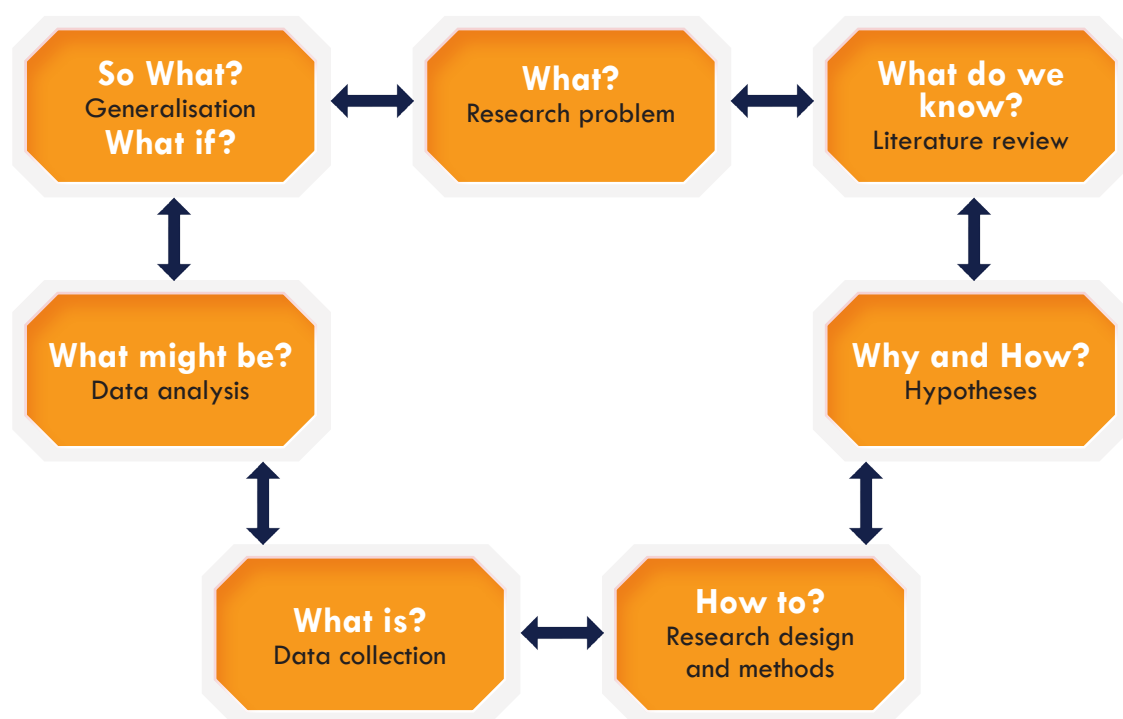 So What?
Generalisation
What if?
What?
Research problem
What do we
know?
Literature review
What might be?
Data analysis
Why and How?
Hypotheses
What is?
Data collection
How to?
Research design
and methods